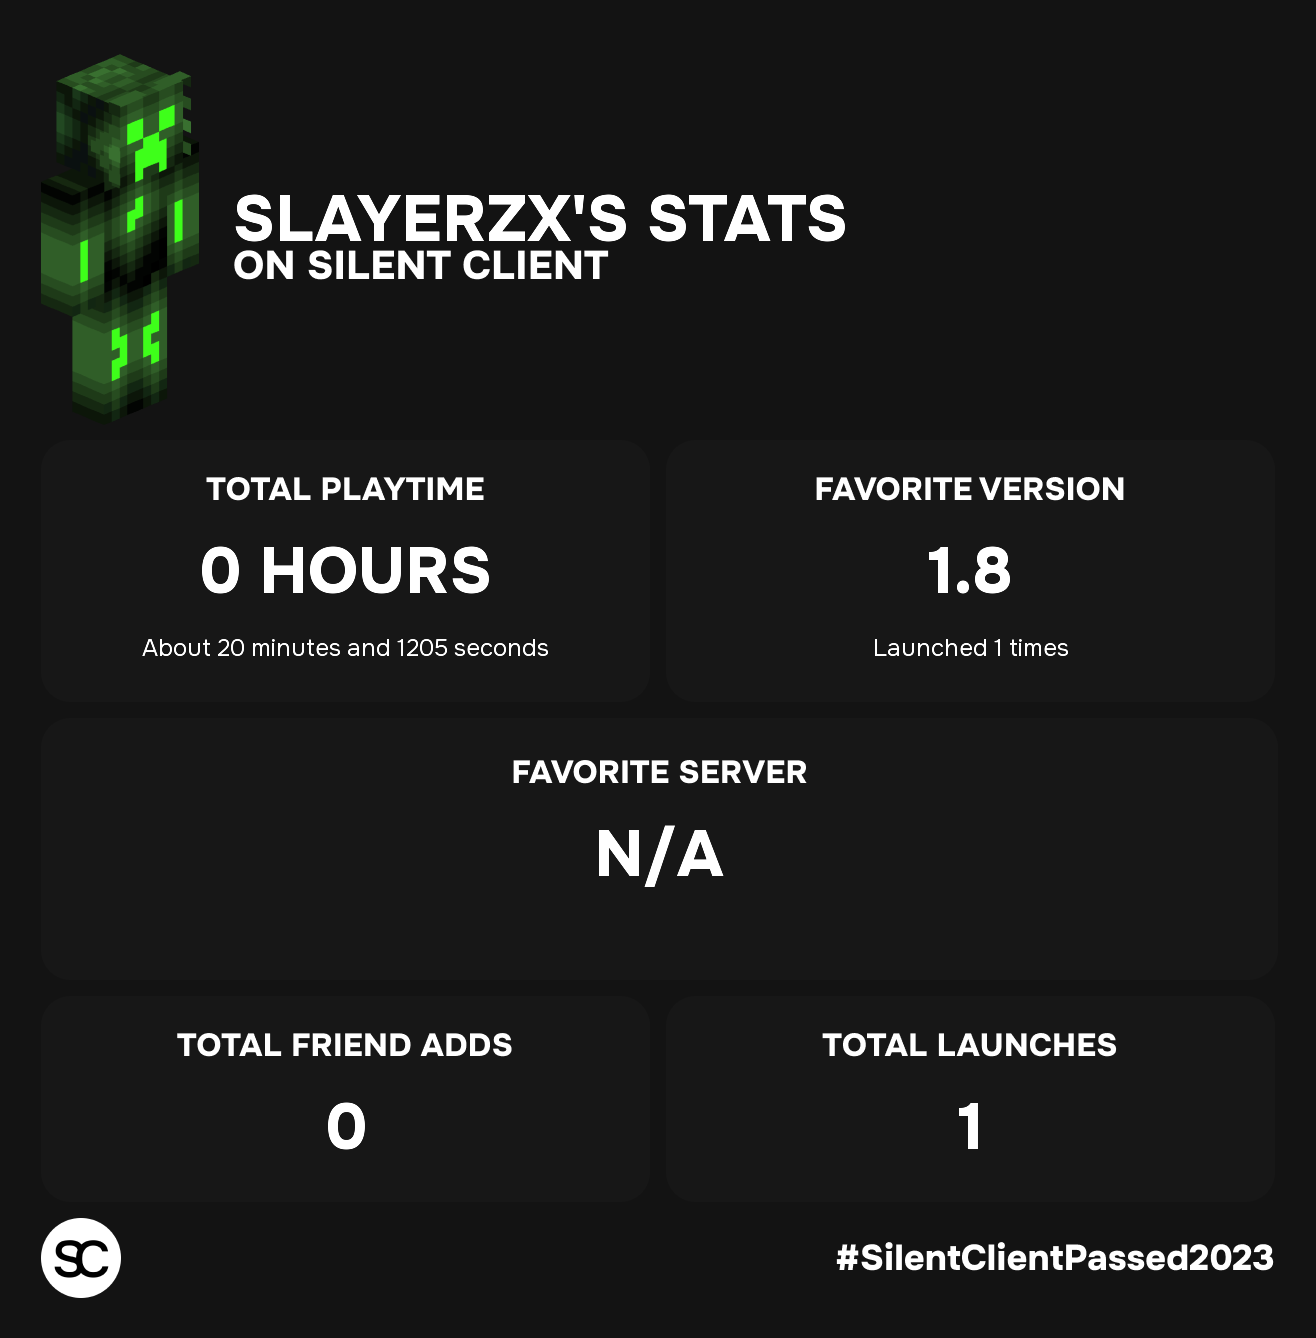 SLAYERZX'S STATS
ON SILENT CLIENT
TOTAL PLAYTIME
0 HOURS
About 20 minutes and 1205 seconds
FAVORITE VERSION
1.8
Launched 1 times
FAVORITE SERVER
N/A
TOTAL FRIEND ADDS
0
TOTAL LAUNCHES
1
SC
#SilentClientPassed2023